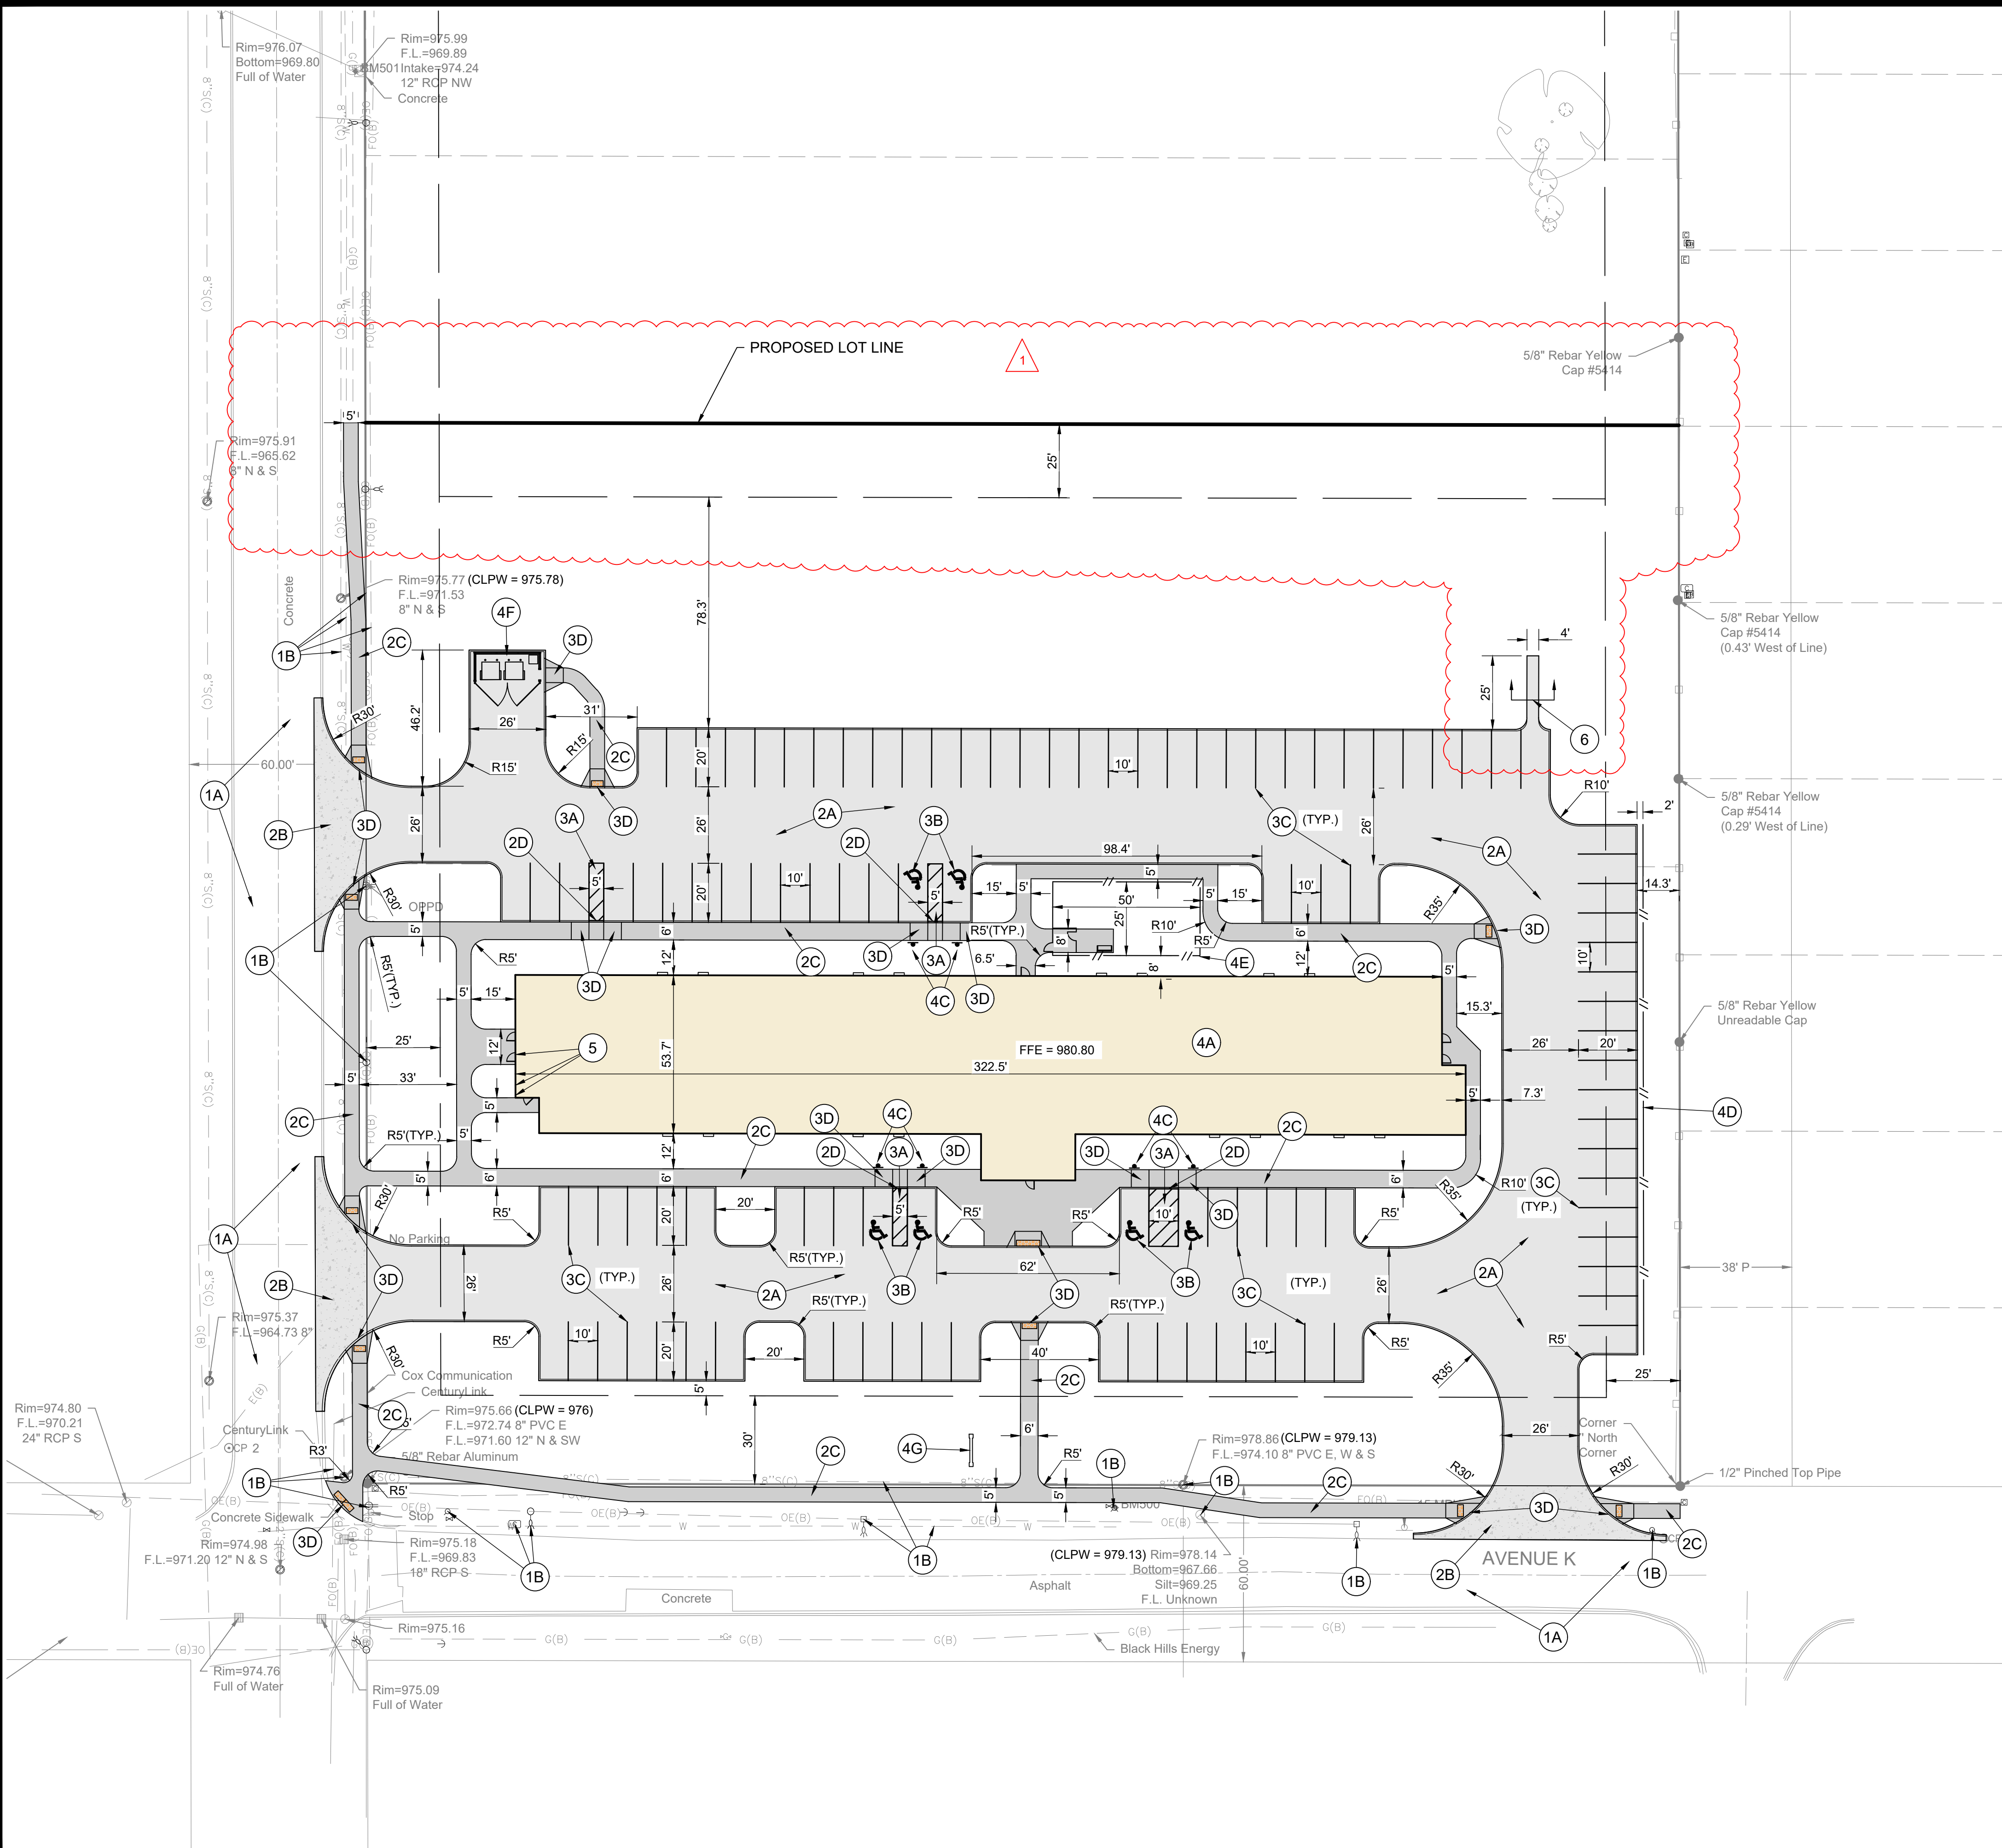 Rim=976.07
Bottom=969.80
Full of Water
Rim=975.99
F.L.=969.89
BM501 Intake=974.24
12" RCP NW
Concrete
8"S(C)
G(B)
OE(B)
FO(B)
W
PROPOSED LOT LINE
1
5/8" Rebar Yellow
Cap #5414
5'
25'
Rim=975.91
F.L.=965.62
8" N & S
Concrete
Rim=975.77 (CLPW = 975.78)
F.L.=971.53
8" N & S
78.3'
5/8" Rebar Yellow
Cap #5414
(0.43' West of Line)
4F
3D
4'
1B
2C
46.2'
26'
31'
25'
R30'
R15'
R15'
2C
6
60.00'
1A
20'
10'
3D
5/8" Rebar Yellow
Cap #5414
(0.29' West of Line)
R10'
2'
2B
3D
26'
3A
2D
26'
2A
2D
3B
3C (TYP.)
26'
2A
98.4'
14.3'
R30'
OPPD
5'
10'
20'
5'
15'
5'
5'
50'
25'
5'
15'
10'
R35'
5'
6'
R5'(TYP.)
8'
R10'
R5'
6'
3D
1B
R5'(TYP.)
R5'
12'
2C
3D
3A
6.5'
8'
4E
12'
2C
5'
10'
5'
15'
3D
4C
3D
15.3'
5/8" Rebar Yellow
Unreadable Cap
25'
12'
5
53.7'
FFE = 980.80
4A
322.5'
26'
20'
5'
33'
5'
5'
7.3'
2C
4D
R5'(TYP.)
5'
12'
2C
3D
4C
2D
3A
3D
4C
3D
3A
2D
2C
5'
6'
6'
6'
R10'
3C
(TYP.)
R30'
R5'
20'
20'
5'
R5'
R5'
10'
3D
R5'
R35'
1A
No Parking
2B
3D
26'
3C (TYP.)
26'
R5'(TYP.)
2A
3B
62'
3D
3B
3C
(TYP.)
26'
2A
38' P
Rim=975.37
F.L.=964.73 8"
R5'(TYP.)
R5'(TYP.)
R30'
R5'
10'
20'
20'
40'
10'
R5'
R35'
R5'
Cox Communication
CenturyLink
5'
2C
25'
Rim=974.80
F.L.=970.21
24" RCP S
E(B)
2C
Rim=975.66 (CLPW = 976)
F.L.=972.74 8" PVC E
F.L.=971.60 12" N & SW
5/8" Rebar Aluminum
CenturyLink
CP 2
R3'
30'
4G
6'
2C
26'
Corner
North
Corner
Rim=978.86 (CLPW = 979.13)
F.L.=974.10 8" PVC E, W & S
1B
R5'
R5'
1B
1B
2C
R30'
R30'
1/2" Pinched Top Pipe
2C
5'
5'
BM500
3D
Concrete Sidewalk
Stop
Rim=974.98
F.L.=971.20 12" N & S
3D
Rim=975.18
F.L.=969.83
18" RCP S
1B
1B
(CLPW = 979.13) Rim=978.14
Bottom=967.66
Silt=969.25
F.L. Unknown
60.00'
1B
2B
AVENUE K
1B
2C
Asphalt
Concrete
1A
Rim=975.16
OE(B)
G(B)
Black Hills Energy
Rim=974.76
Full of Water
Rim=975.09
Full of Water